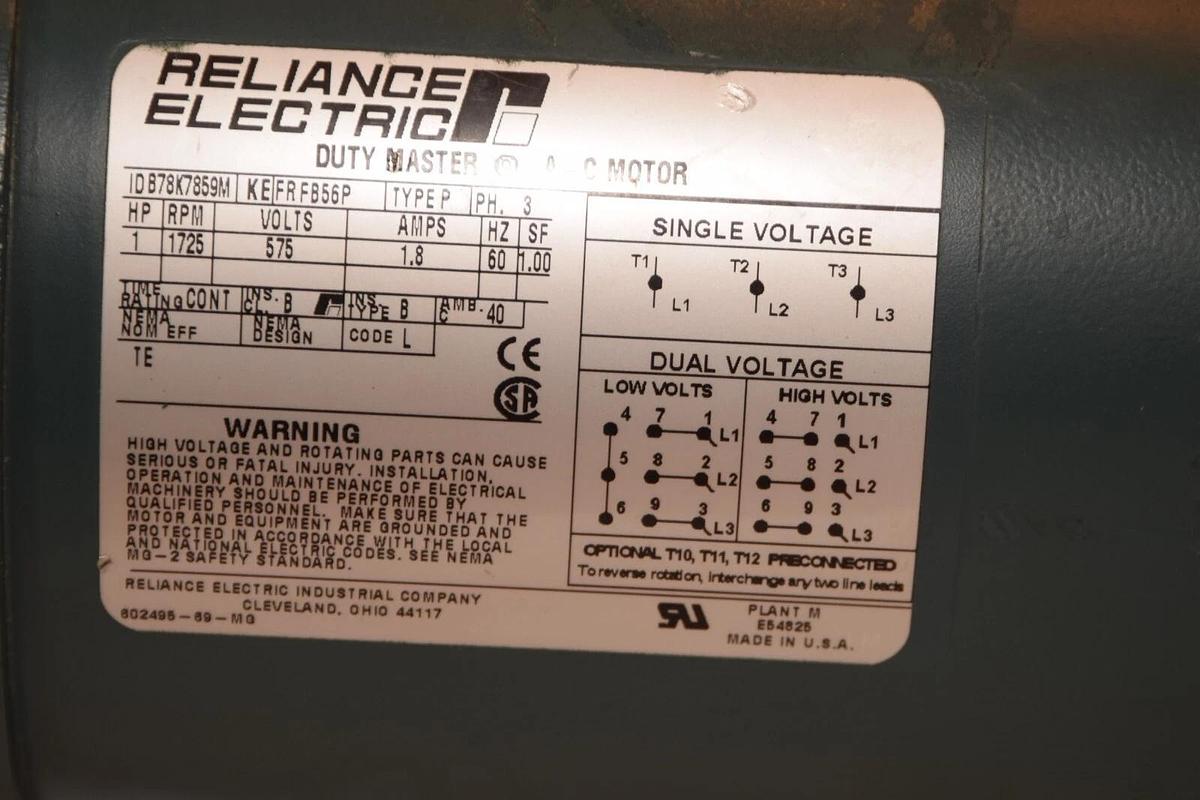 RELIANCE
ELECTRIC
DUTY MASTER ® A-C MOTOR
ID B78K7859M KE FR FB56P TYPE P PH. 3
HP RPM VOLTS AMPS HZ SF
1 1725 575 1.8 60 1.00
TIME RATING CONT INS. CL. B INS. TYPE B AMB. C 40
NEMA NOM EFF NEMA DESIGN CODE L
TE
CE
SA
WARNING
HIGH VOLTAGE AND ROTATING PARTS CAN CAUSE
SERIOUS OR FATAL INJURY. INSTALLATION,
OPERATION AND MAINTENANCE OF ELECTRICAL
MACHINERY SHOULD BE PERFORMED BY
QUALIFIED PERSONNEL. MAKE SURE THAT THE
MOTOR AND EQUIPMENT ARE GROUNDED AND
PROTECTED IN ACCORDANCE WITH THE LOCAL
AND NATIONAL ELECTRIC CODES. SEE NEMA
MG-2 SAFETY STANDARD.
SINGLE VOLTAGE
T1 T2 T3
L1 L2 L3
DUAL VOLTAGE
LOW VOLTS
4 7 1 L1
5 8 2 L2
6 9 3 L3
HIGH VOLTS
4 7 1 L1
5 8 2 L2
6 9 3 L3
OPTIONAL T10, T11, T12 PRECONNECTED
To reverse rotation, interchange any two line leads
RELIANCE ELECTRIC INDUSTRIAL COMPANY
CLEVELAND, OHIO 44117
602495-69-MG
RU
PLANT M
E54825
MADE IN U.S.A.